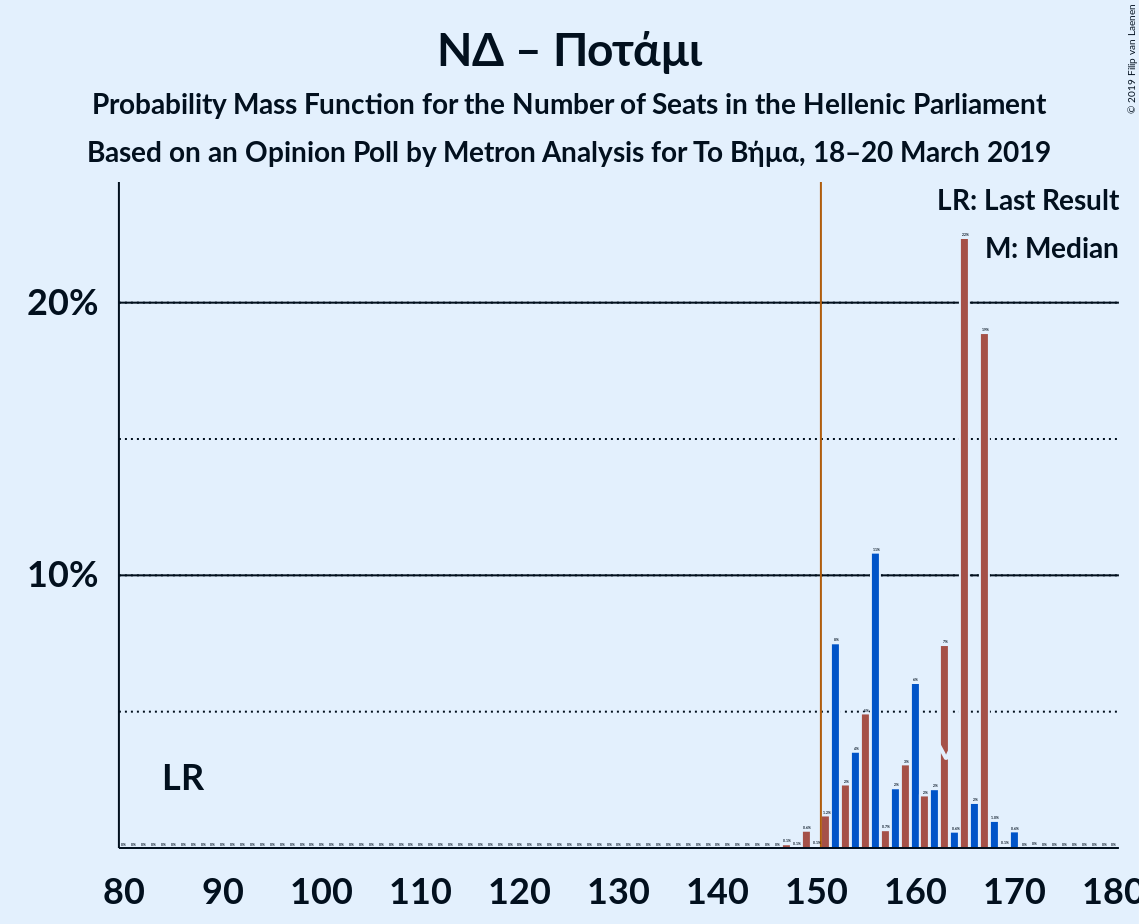 ΝΔ – Ποτάμι
Probability Mass Function for the Number of Seats in the Hellenic Parliament
Based on an Opinion Poll by Metron Analysis for Το Βήμα, 18–20 March 2019
© 2019 Filip van Laenen
LR: Last Result
M: Median
20%
10%
LR
80 90 100 110 120 130 140 150 160 170 180